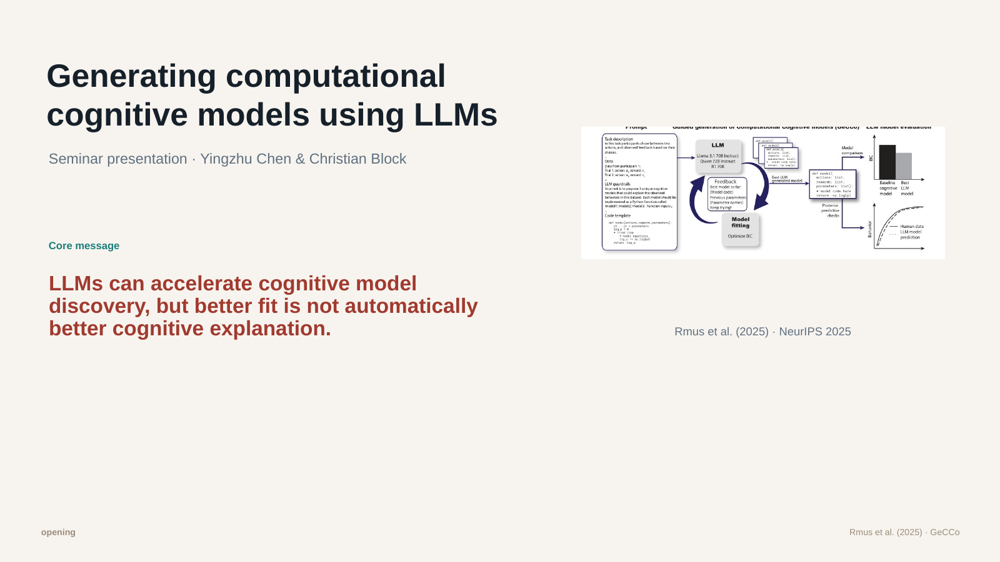 Generating computational
cognitive models using LLMs
Seminar presentation · Yingzhu Chen & Christian Block
Core message
LLMs can accelerate cognitive model
discovery, but better fit is not automatically
better cognitive explanation.
Prompt
Guided generation of Computational Cognitive Models (GeCCo)
LLM model evaluation
Task description
In this task participants chose between two
actions, and observed feedback based on their
choices.
...
Data
Data from participant 1:
Trial 1: action: a, reward: r,
Trial 2: action: a, reward: r,
...
LLM guardrails
Your task is to propose 3 unique cognitive
models that could explain the observed
behaviors in this dataset. Each model should be
implemented as a Python function called
'model1', 'model2', 'model3'. Function inputs...
...
Code template
def model(actions,rewards,parameters):
p1...pn = parameters
log_p = 0
# trial loop
# model equations
log_p += np.log(p)
return -log_p
LLM
Llama 3.1 70B Instruct
Qwen 72B Instruct
R1 70B
Feedback
Best model so far:
[Model code]
Previous parameters:
[Parameter names]
Keep trying!
Model
fitting
Optimize BIC
def model(
actions: list,
rewards: list,
parameters: list):
# model code here
return -np.log(p)
Best LLM
generated model
def model(
actions: list,
rewards: list,
parameters: list):
# model code here
return -np.log(p)
Model
comparison
Posterior
predictive
checks
BIC
Baseline
cognitive
model
Best
LLM
model
Behavior
Human data
LLM model
prediction
Rmus et al. (2025) · NeurIPS 2025
opening
Rmus et al. (2025) · GeCCo